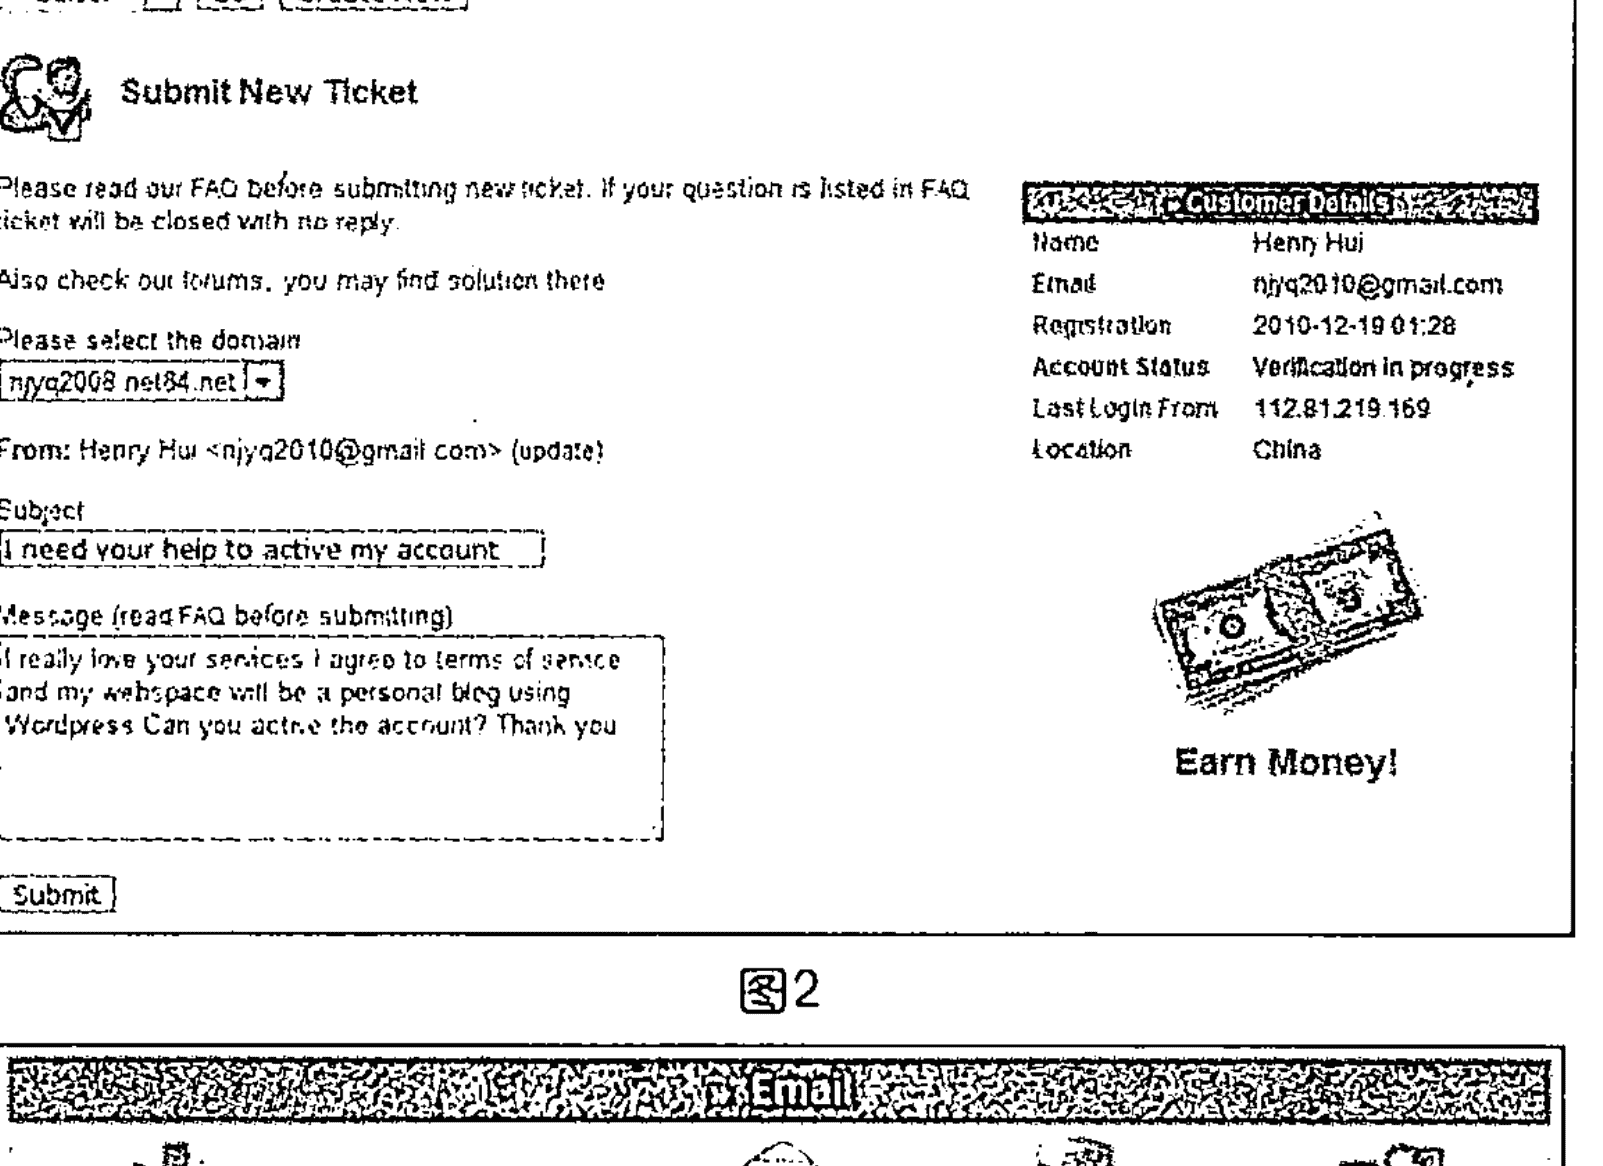 Submit New Ticket
Please read our FAQ before submitting new ticket. If your question is listed in FAQ
ticket will be closed with no reply.
Also check our forums, you may find solution there
Please select the domain
njyq2008.net84.net
From: Henry Hui <njyq2010@gmail.com> (update)
Subject
I need your help to active my account
Message (read FAQ before submitting)
I really love your services I agree to terms of service
and my webspace will be a personal blog using
Wordpress Can you active the account? Thank you
Submit
» Customer Details
Name Henry Hui
Email njyq2010@gmail.com
Registration 2010-12-19 01:28
Account Status Verification in progress
Last Login From 112.81.219.169
Location China
Earn Money!
图2
» Email